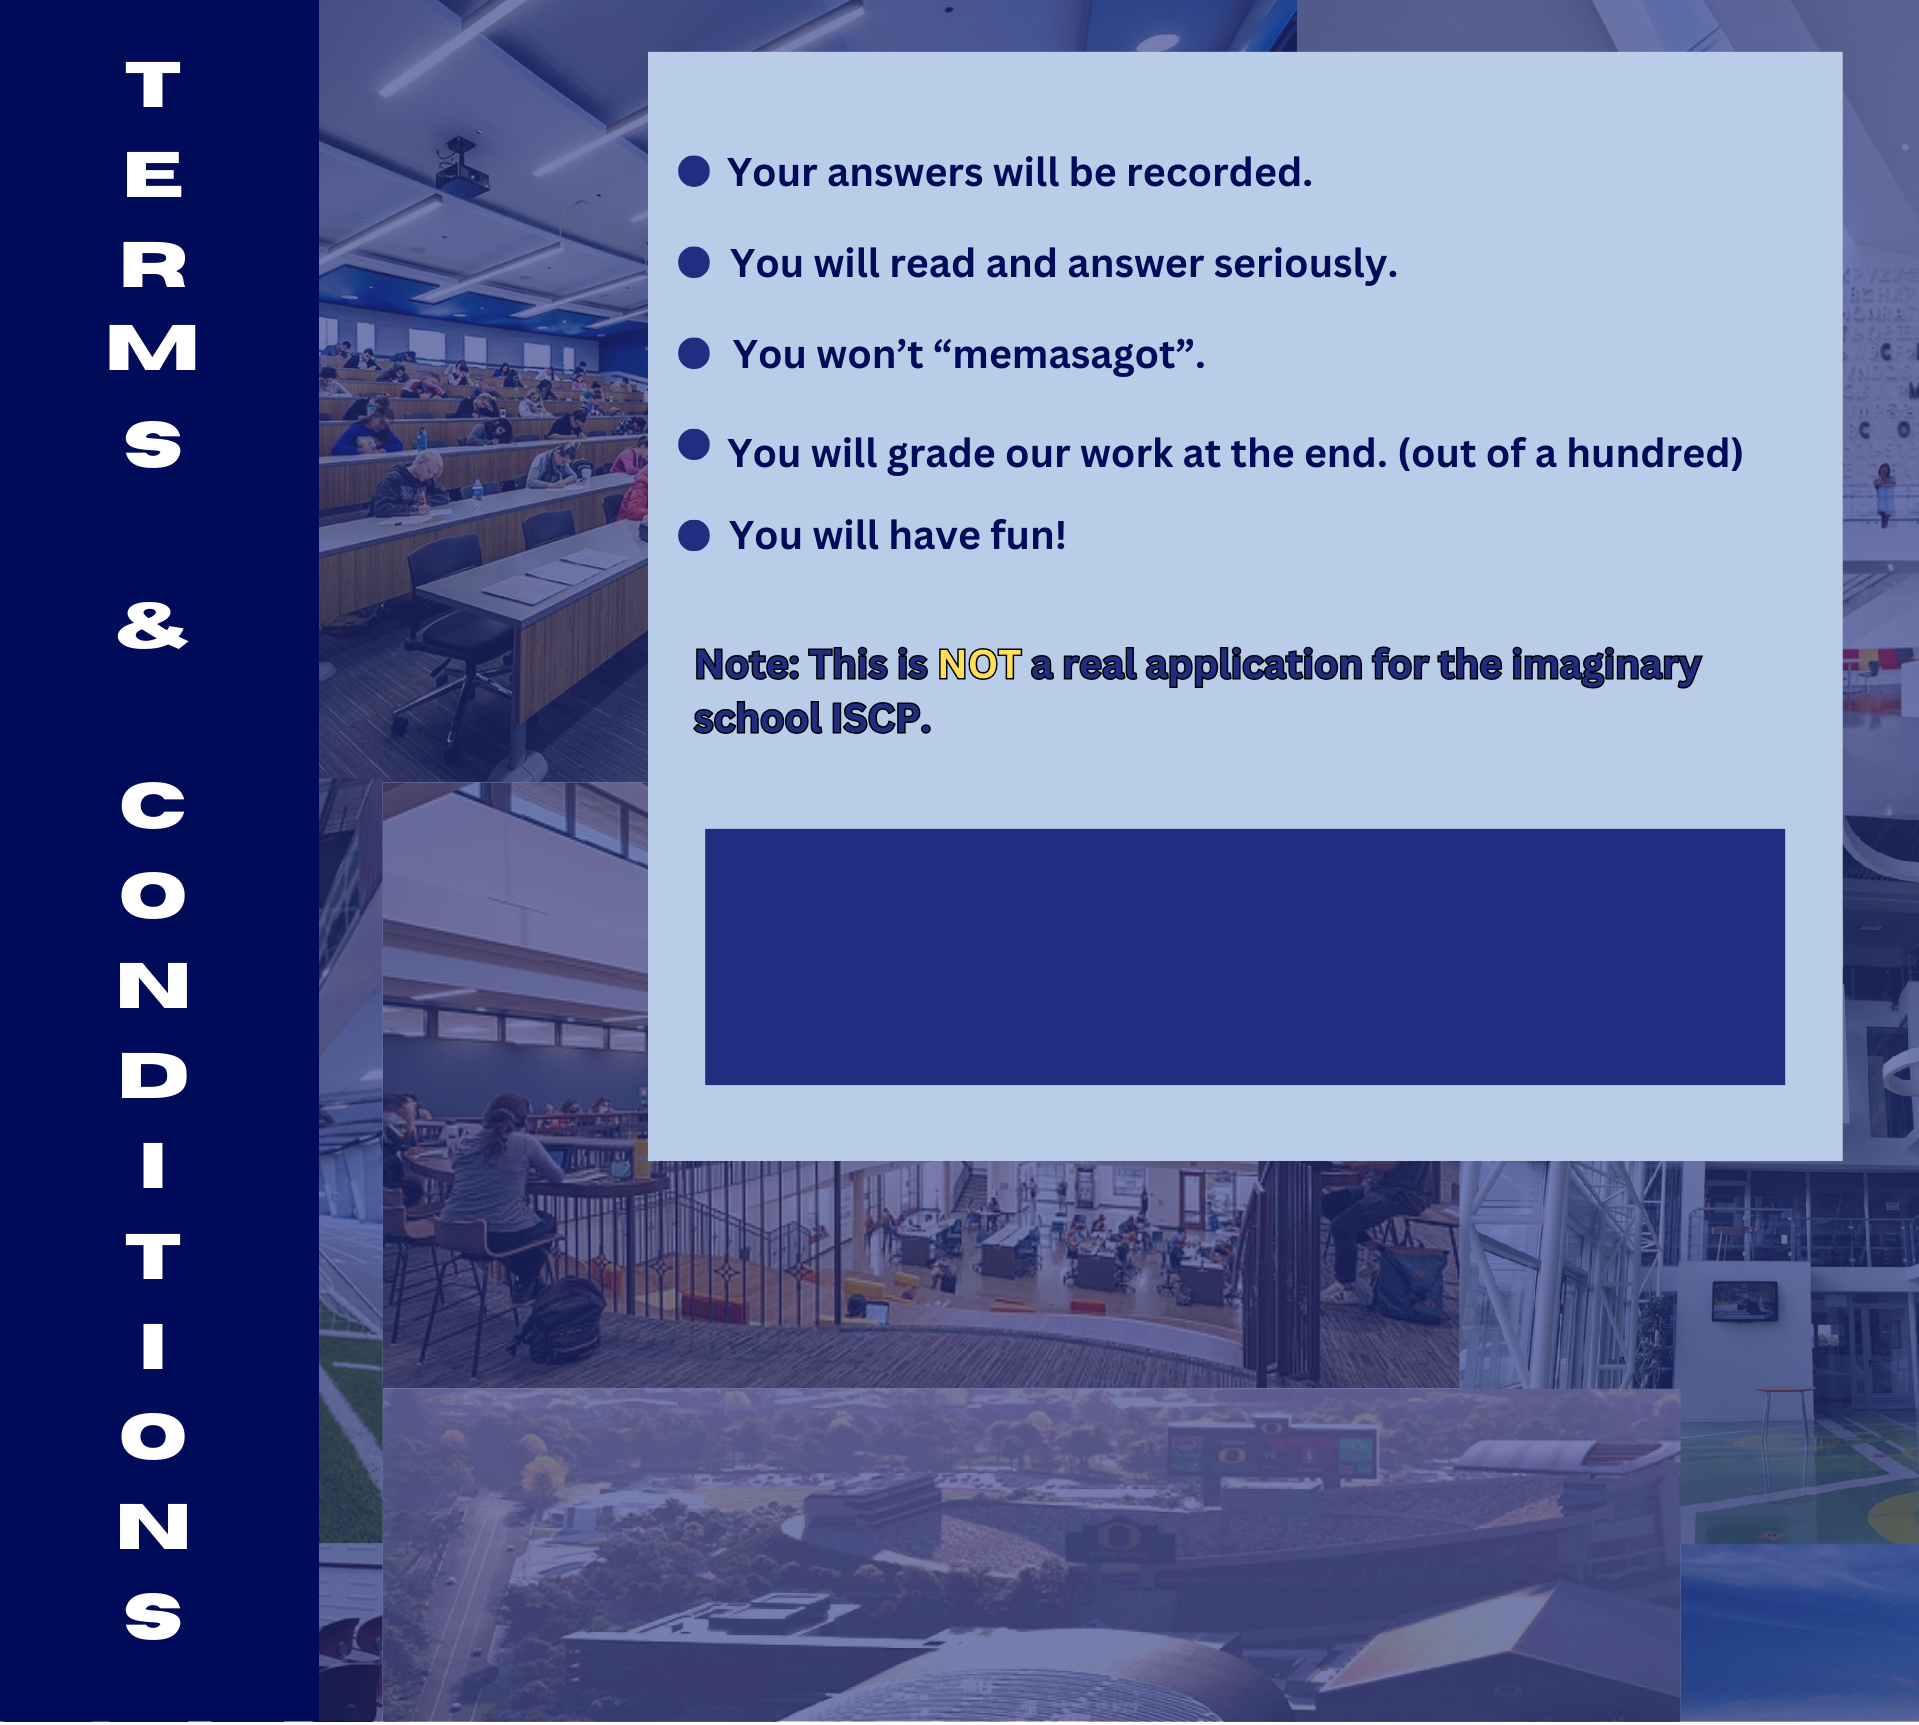 TERMS & CONDITIONS
Your answers will be recorded.
You will read and answer seriously.
You won’t “memasagot”.
You will grade our work at the end. (out of a hundred)
You will have fun!
Note: This is NOT a real application for the imaginary
school ISCP.